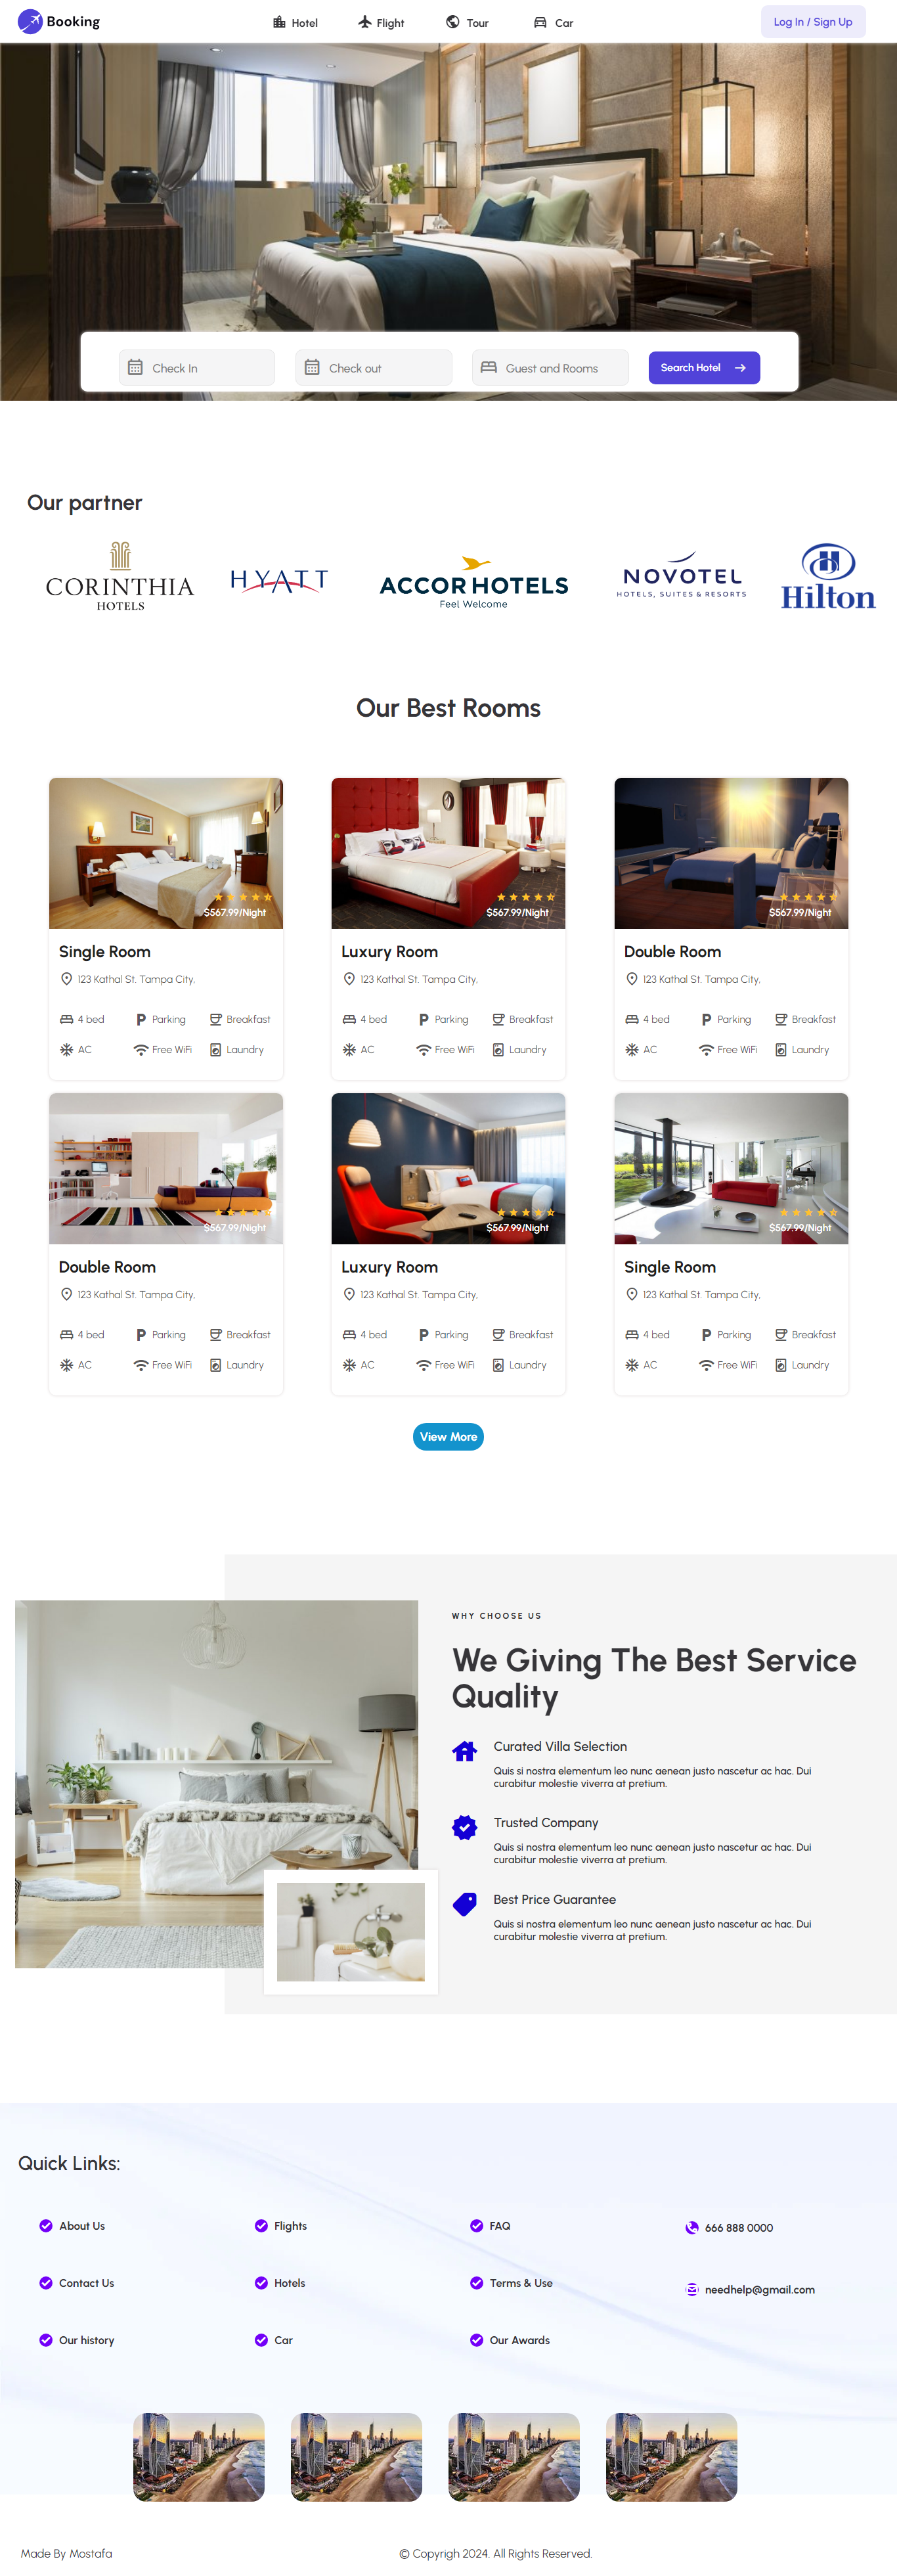 Booking
Hotel
Flight
Tour
Car
Log In / Sign Up
Check In
Check out
Guest and Rooms
Search Hotel
Our partner
CORINTHIA
HOTELS
HYATT
ACCOR HOTELS
Feel Welcome
NOVOTEL
HOTELS, SUITES & RESORTS
Hilton
Our Best Rooms
$567.99/Night
$567.99/Night
$567.99/Night
Single Room
Luxury Room
Double Room
123 Kathal St. Tampa City,
123 Kathal St. Tampa City,
123 Kathal St. Tampa City,
4 bed
Parking
Breakfast
4 bed
Parking
Breakfast
4 bed
Parking
Breakfast
AC
Free WiFi
Laundry
AC
Free WiFi
Laundry
AC
Free WiFi
Laundry
$567.99/Night
$567.99/Night
$567.99/Night
Double Room
Luxury Room
Single Room
123 Kathal St. Tampa City,
123 Kathal St. Tampa City,
123 Kathal St. Tampa City,
4 bed
Parking
Breakfast
4 bed
Parking
Breakfast
4 bed
Parking
Breakfast
AC
Free WiFi
Laundry
AC
Free WiFi
Laundry
AC
Free WiFi
Laundry
View More
WHY CHOOSE US
We Giving The Best Service
Quality
Curated Villa Selection
Quis si nostra elementum leo nunc aenean justo nascetur ac hac. Dui
curabitur molestie viverra at pretium.
Trusted Company
Quis si nostra elementum leo nunc aenean justo nascetur ac hac. Dui
curabitur molestie viverra at pretium.
Best Price Guarantee
Quis si nostra elementum leo nunc aenean justo nascetur ac hac. Dui
curabitur molestie viverra at pretium.
Quick Links:
About Us
Flights
FAQ
666 888 0000
Contact Us
Hotels
Terms & Use
needhelp@gmail.com
Our history
Car
Our Awards
Made By Mostafa
© Copyrigh 2024. All Rights Reserved.